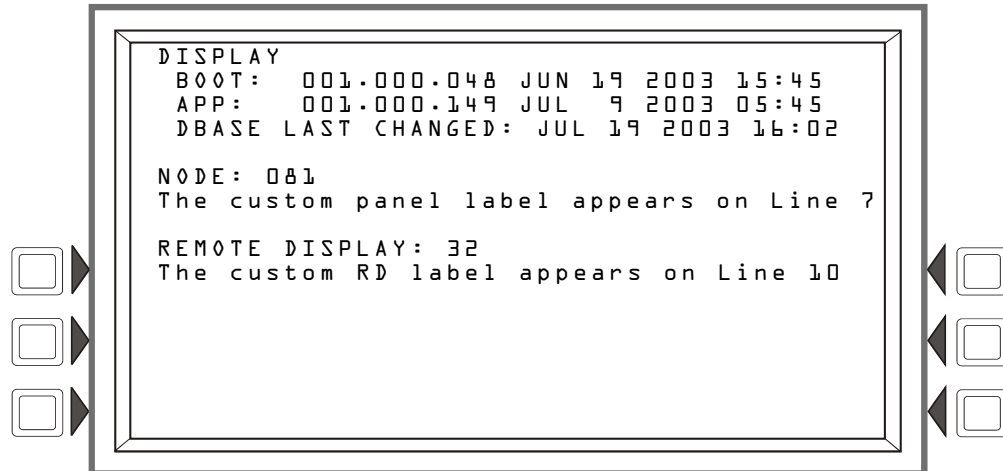 DISPLAY
BOOT: 001.000.048 JUN 19 2003 15:45
APP: 001.000.149 JUL 9 2003 05:45
DBASE LAST CHANGED: JUL 19 2003 16:02
NODE: 081
The custom panel label appears on Line 7
REMOTE DISPLAY: 32
The custom RD label appears on Line 10